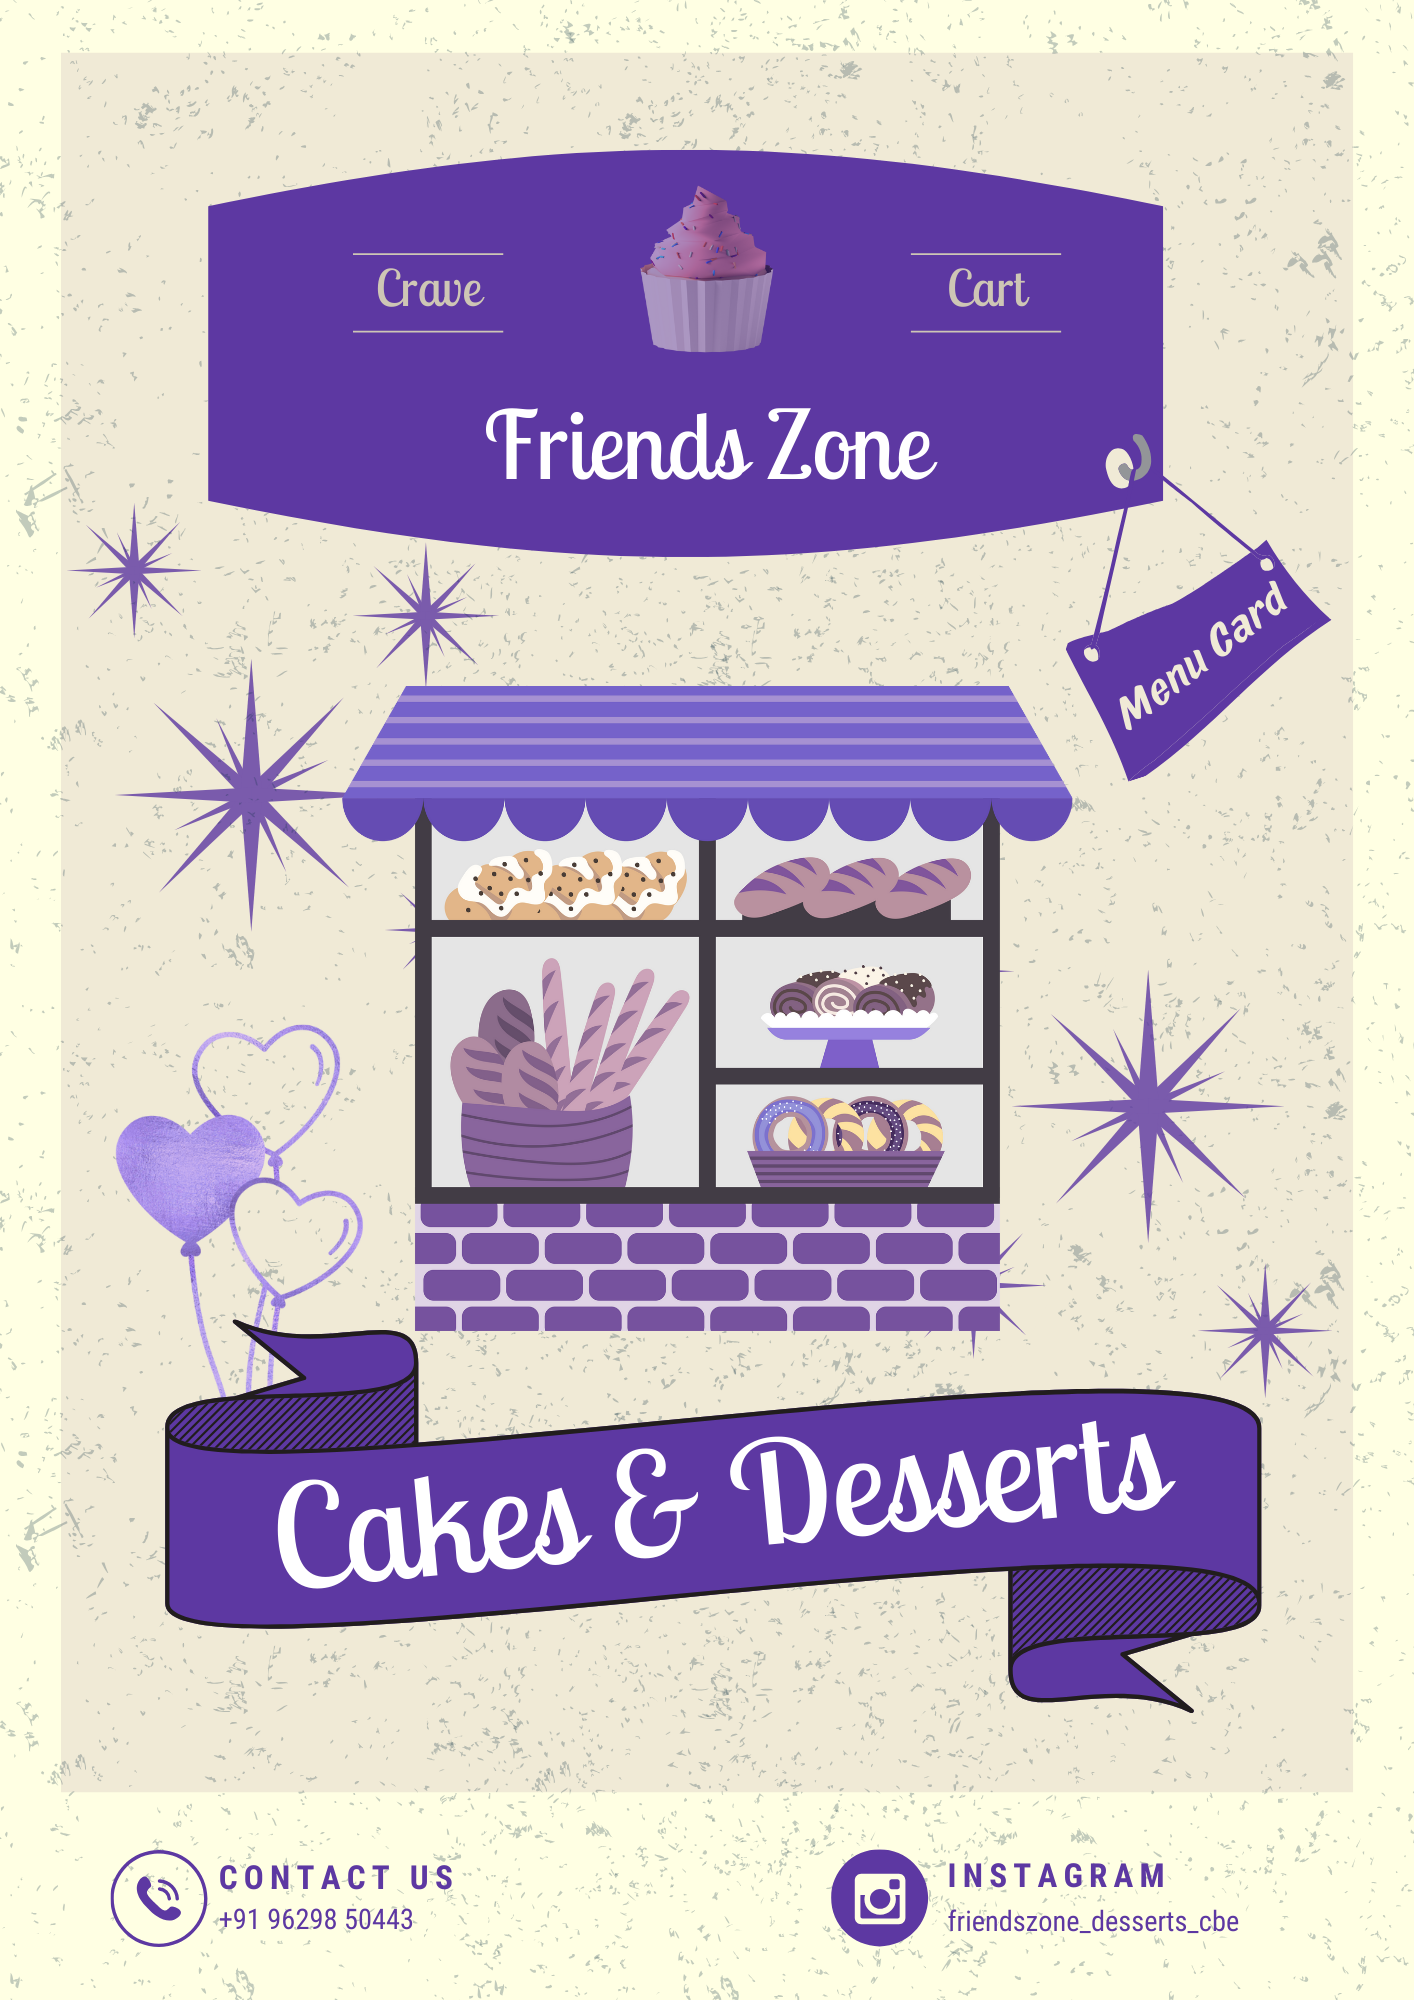 Crave
Cart
Friends Zone
Menu Card
Cakes & Desserts
CONTACT US
+91 96298 50443
INSTAGRAM
friendszone_desserts_cbe